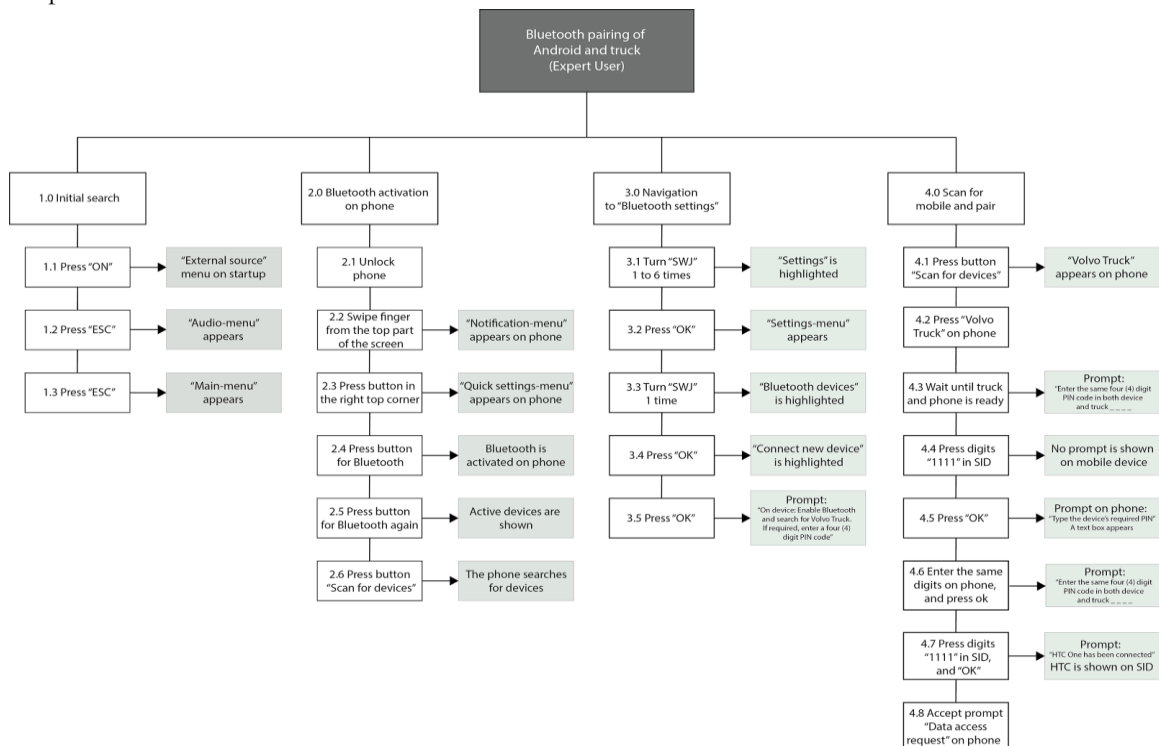 Bluetooth pairing of
Android and truck
(Expert User)
1.0 Initial search
1.1 Press "ON"
"External source"
menu on startup
1.2 Press "ESC"
"Audio-menu"
appears
1.3 Press "ESC"
"Main-menu"
appears
2.0 Bluetooth activation
on phone
2.1 Unlock
phone
2.2 Swipe finger
from the top part
of the screen
"Notification-menu"
appears on phone
2.3 Press button in
the right top corner
"Quick settings-menu"
appears on phone
2.4 Press button
for Bluetooth
Bluetooth is
activated on phone
2.5 Press button
for Bluetooth again
Active devices are
shown
2.6 Press button
"Scan for devices"
The phone searches
for devices
3.0 Navigation
to "Bluetooth settings"
3.1 Turn "SWJ"
1 to 6 times
"Settings" is
highlighted
3.2 Press "OK"
"Settings-menu"
appears
3.3 Turn "SWJ"
1 time
"Bluetooth devices"
is highlighted
3.4 Press "OK"
"Connect new device"
is highlighted
3.5 Press "OK"
Prompt:
"On device: Enable Bluetooth
and search for Volvo Truck.
If required, enter a four (4)
digit PIN code"
4.0 Scan for
mobile and pair
4.1 Press button
"Scan for devices"
"Volvo Truck"
appears on phone
4.2 Press "Volvo
Truck" on phone
4.3 Wait until truck
and phone is ready
Prompt:
"Enter the same four (4) digit
PIN code in both device
and truck _ _ _ _
4.4 Press digits
"1111" in SID
No prompt is shown
on mobile device
4.5 Press "OK"
Prompt on phone:
"Type the device's required PIN"
A text box appears
4.6 Enter the same
digits on phone,
and press ok
Prompt:
"Enter the same four (4) digit
PIN code in both device
and truck _ _ _ _
4.7 Press digits
"1111" in SID,
and "OK"
Prompt:
"HTC One has been connected"
HTC is shown on SID
4.8 Accept prompt
"Data access
request" on phone